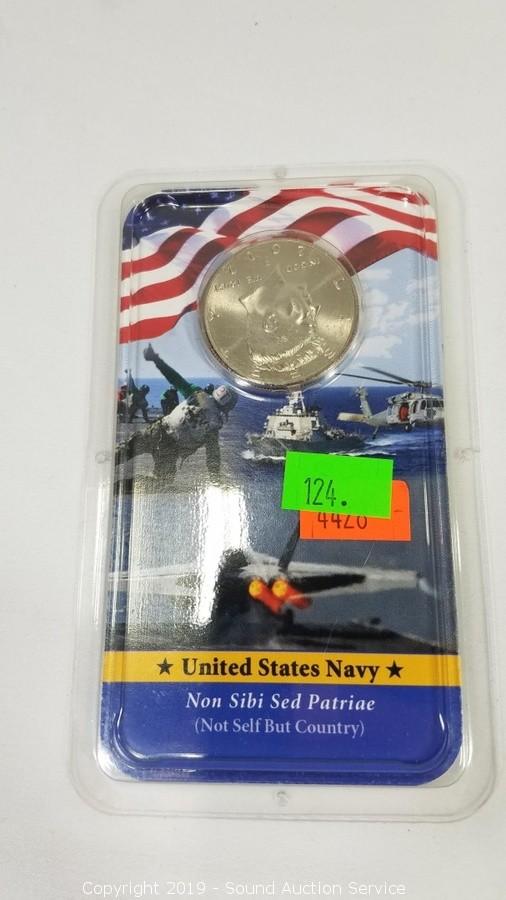 124.
4420
★ United States Navy ★
Non Sibi Sed Patriae
(Not Self But Country)
Copyright 2019 - Sound Auction Service